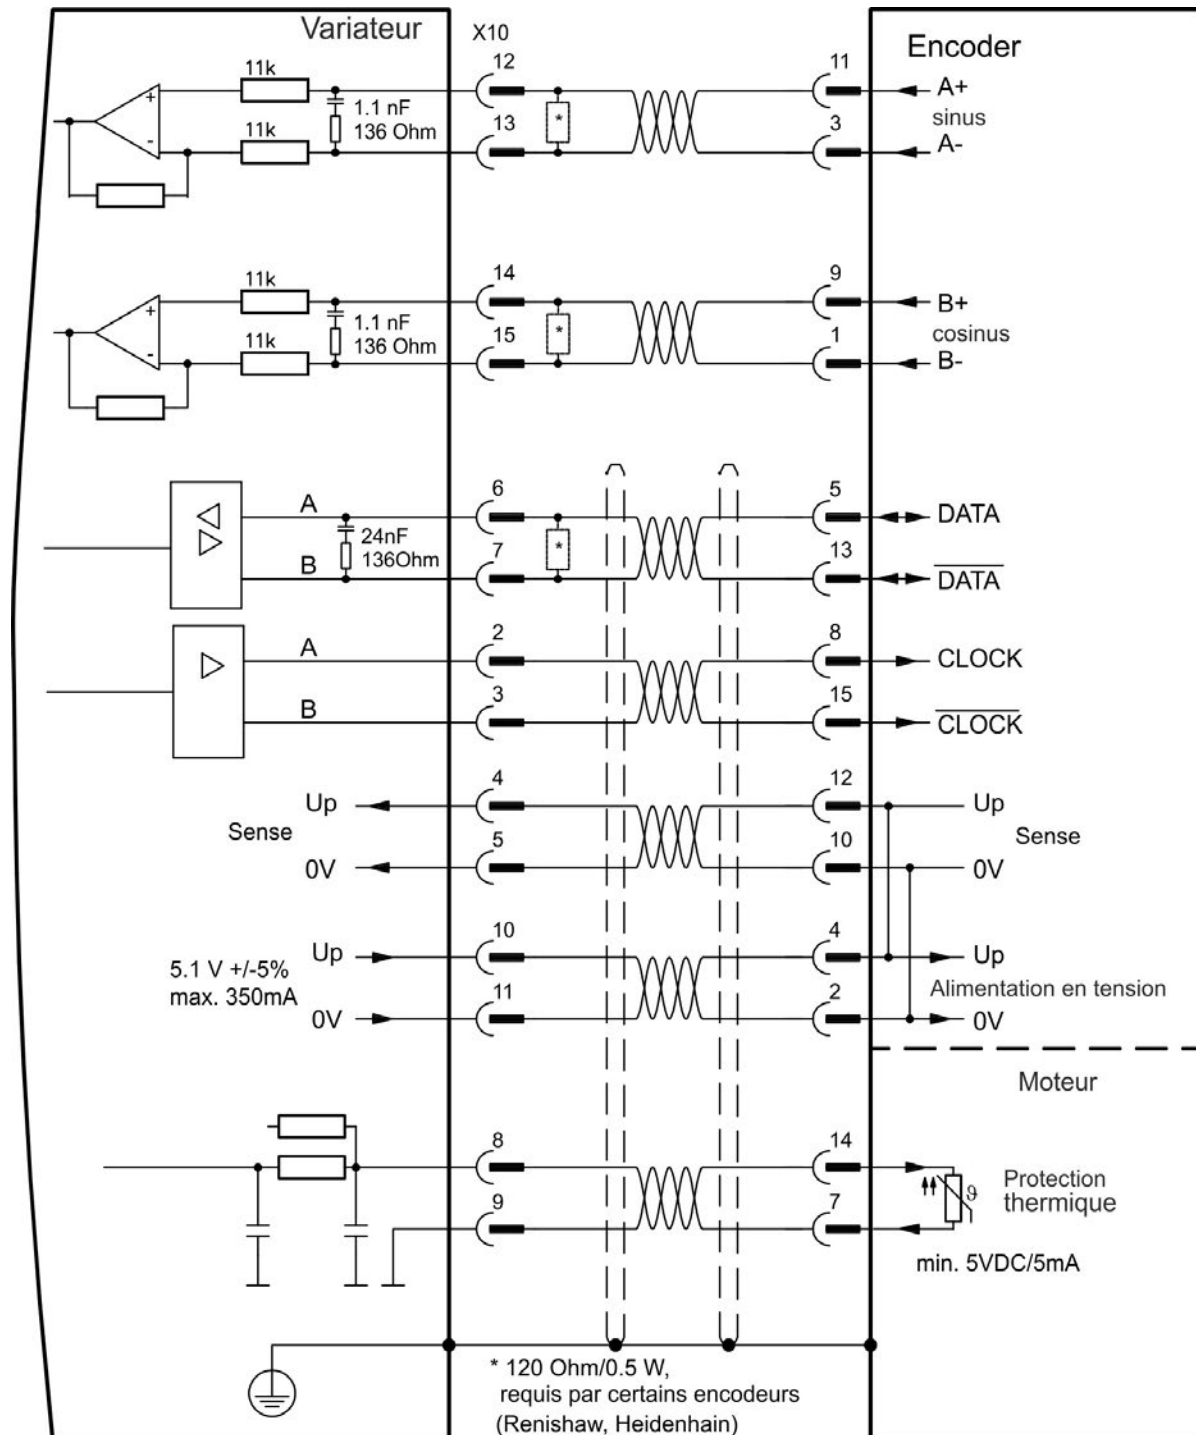 Variateur
X10
Encoder
11k
12
11
A+
1.1 nF
136 Ohm
*
sinus
+
-
11k
13
3
A-
11k
14
9
B+
1.1 nF
136 Ohm
*
cosinus
+
-
11k
15
1
B-
A
6
5
DATA
24nF
136Ohm
*
B
7
13
DATA
A
2
8
CLOCK
B
3
15
CLOCK
Up
4
12
Up
Sense
Sense
0V
5
10
0V
Up
10
4
Up
5.1 V +/-5%
max. 350mA
Alimentation en tension
0V
11
2
0V
Moteur
8
14
Protection
thermique
ϑ
9
7
min. 5VDC/5mA
* 120 Ohm/0.5 W,
requis par certains encodeurs
(Renishaw, Heidenhain)